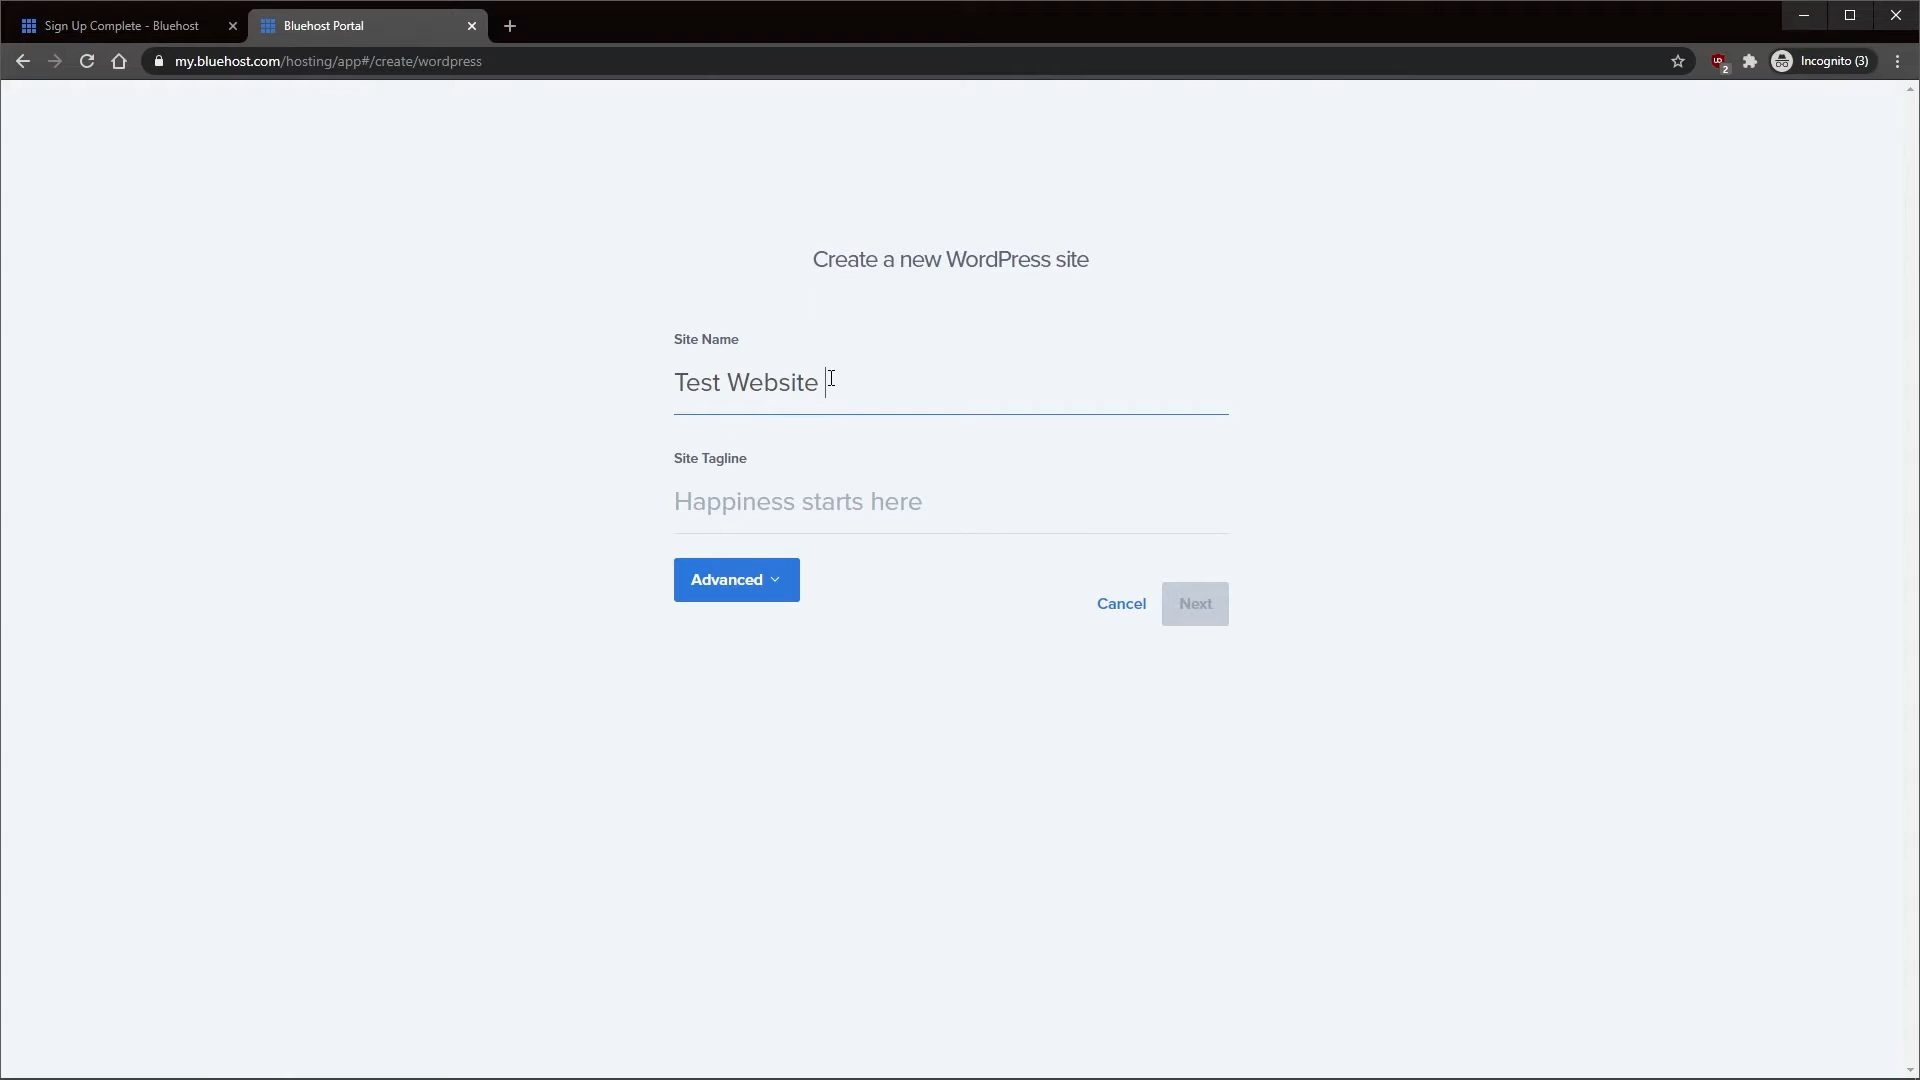 Sign Up Complete - Bluehost
Bluehost Portal
my.bluehost.com/hosting/app#/create/wordpress
2
Incognito (3)
Create a new WordPress site
Site Name
Test Website
Site Tagline
Happiness starts here
Advanced
Cancel
Next